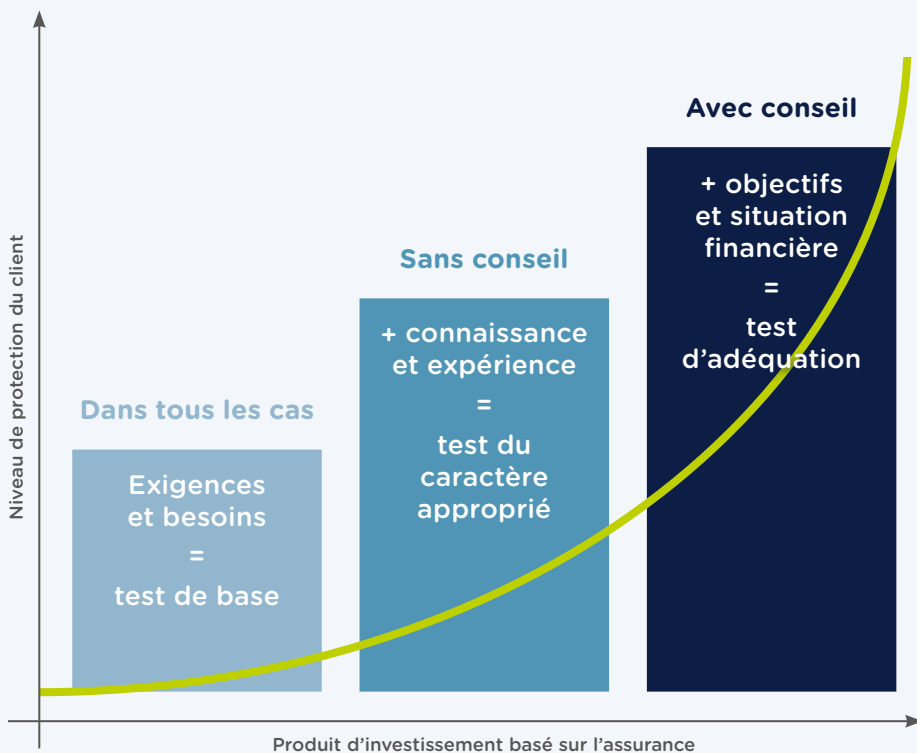 Niveau de protection du client
Dans tous les cas
Exigences
et besoins
=
test de base
Sans conseil
+ connaissance
et expérience
=
test du
caractère
approprié
Avec conseil
+ objectifs
et situation
financière
=
test
d’adéquation
Produit d’investissement basé sur l’assurance